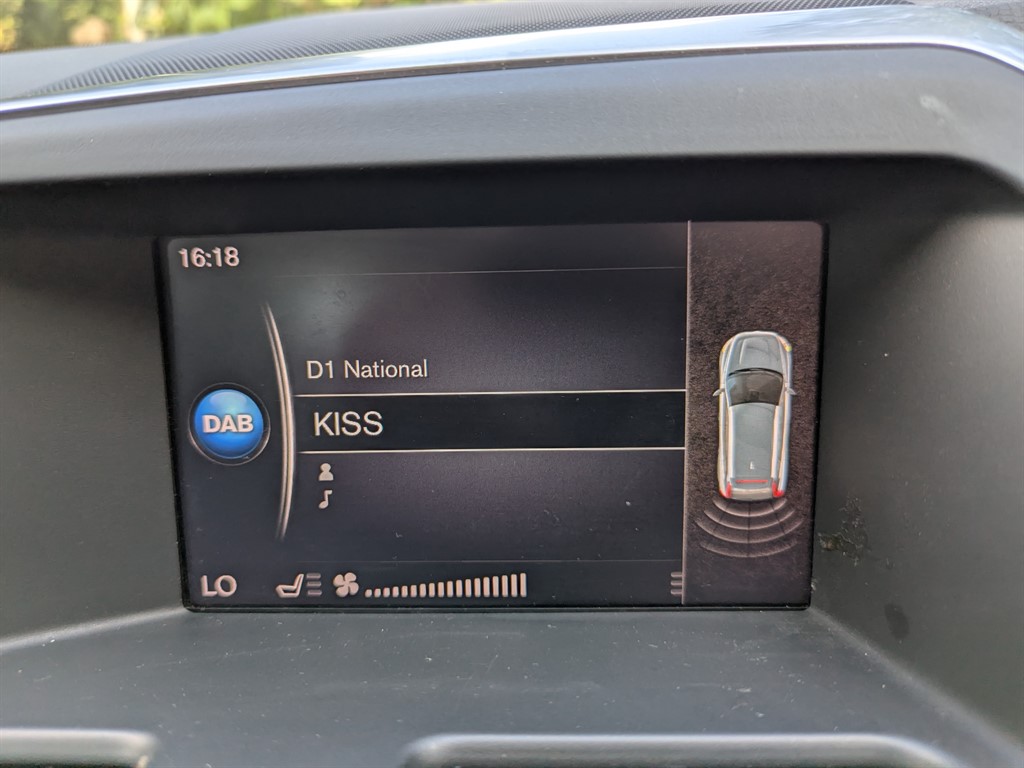 16:18
D1 National
DAB
KISS
LO